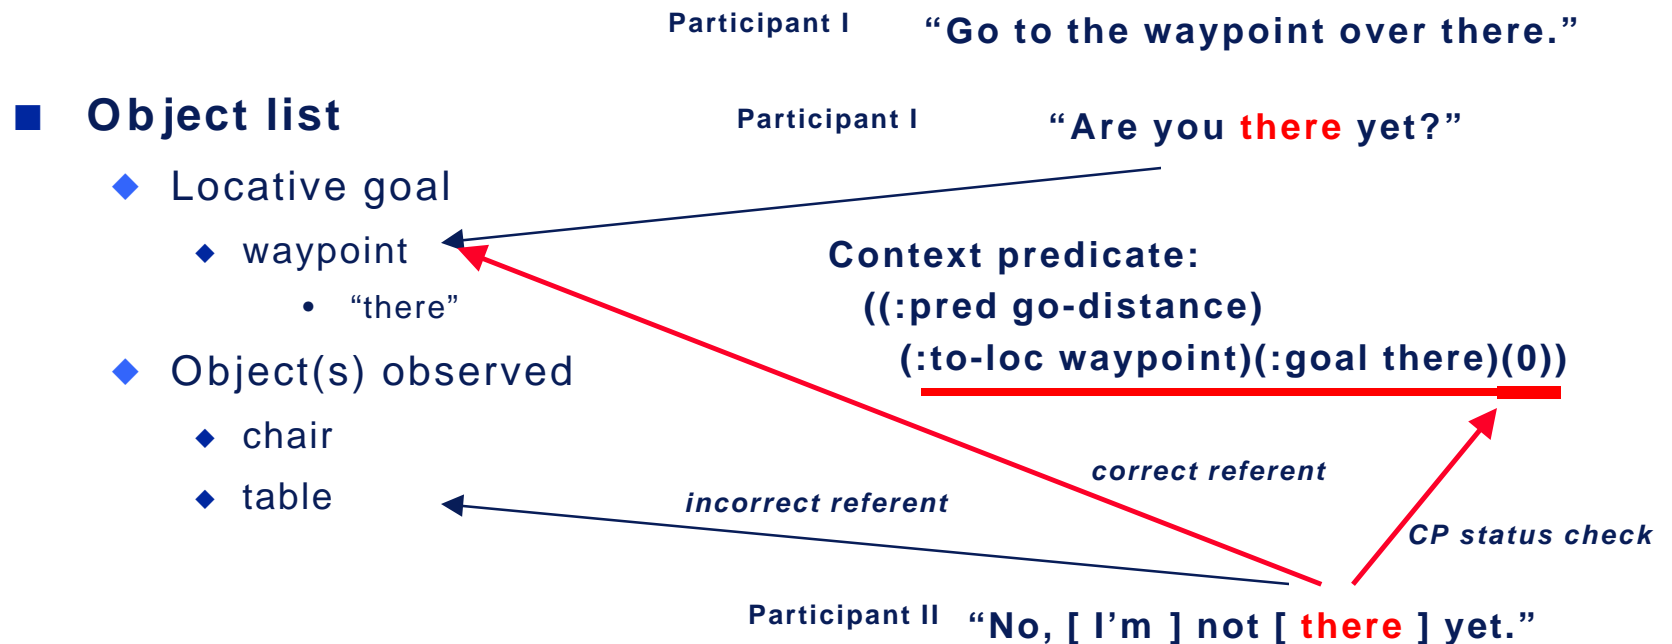 Participant I “Go to the waypoint over there.”
Object list
Participant I “Are you there yet?”
Locative goal
waypoint
“there”
Context predicate:
((:pred go-distance)
(:to-loc waypoint)(:goal there)(0))
Object(s) observed
chair
table
correct referent
incorrect referent
CP status check
Participant II “No, [ I’m ] not [ there ] yet.”